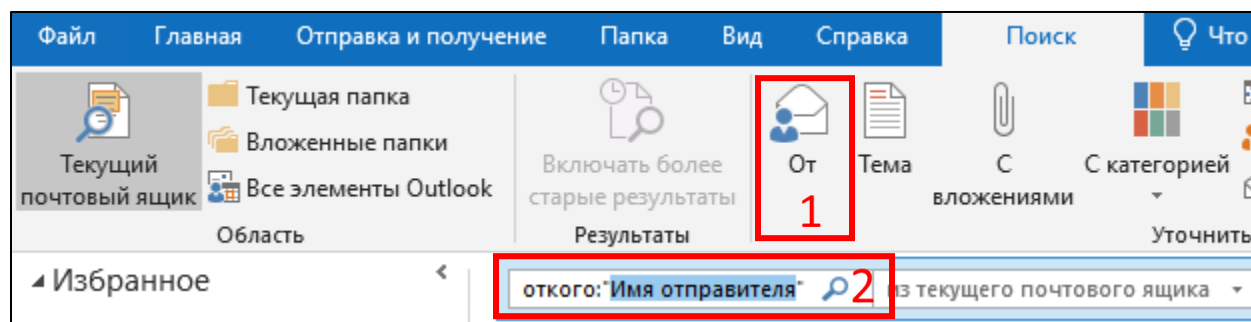 Файл Главная Отправка и получение Папка Вид Справка Поиск Что
Текущая папка
Вложенные папки
Все элементы Outlook
Текущий
почтовый ящик
Область
Включать более
старые результаты
Результаты
От
1
Тема
С
вложениями
С категорией
Уточнить
Избранное
откого:"Имя отправителя" 2 из текущего почтового ящика